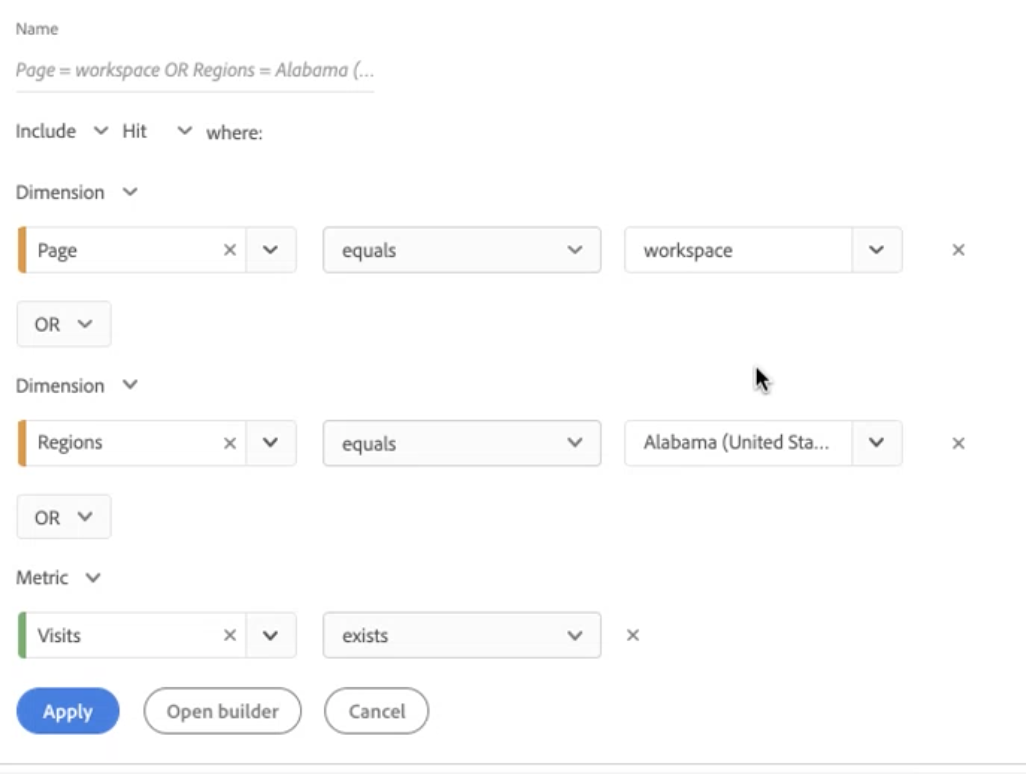 Name
Page = workspace OR Regions = Alabama (...
Include Hit where:
Dimension
Page equals workspace
OR
Dimension
Regions equals Alabama (United Sta...
OR
Metric
Visits exists
Apply Open builder Cancel